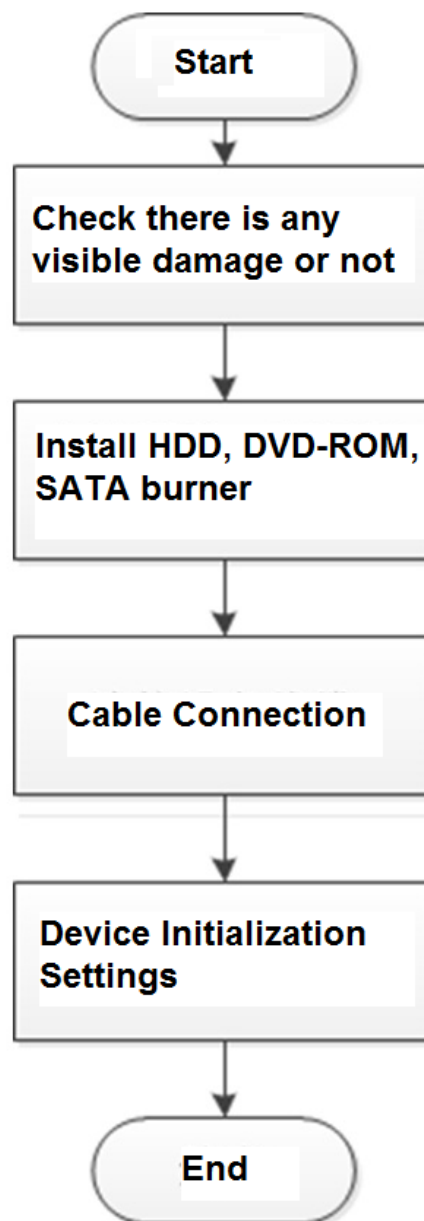 Start
Check there is any
visible damage or not
Install HDD, DVD-ROM,
SATA burner
Cable Connection
Device Initialization
Settings
End